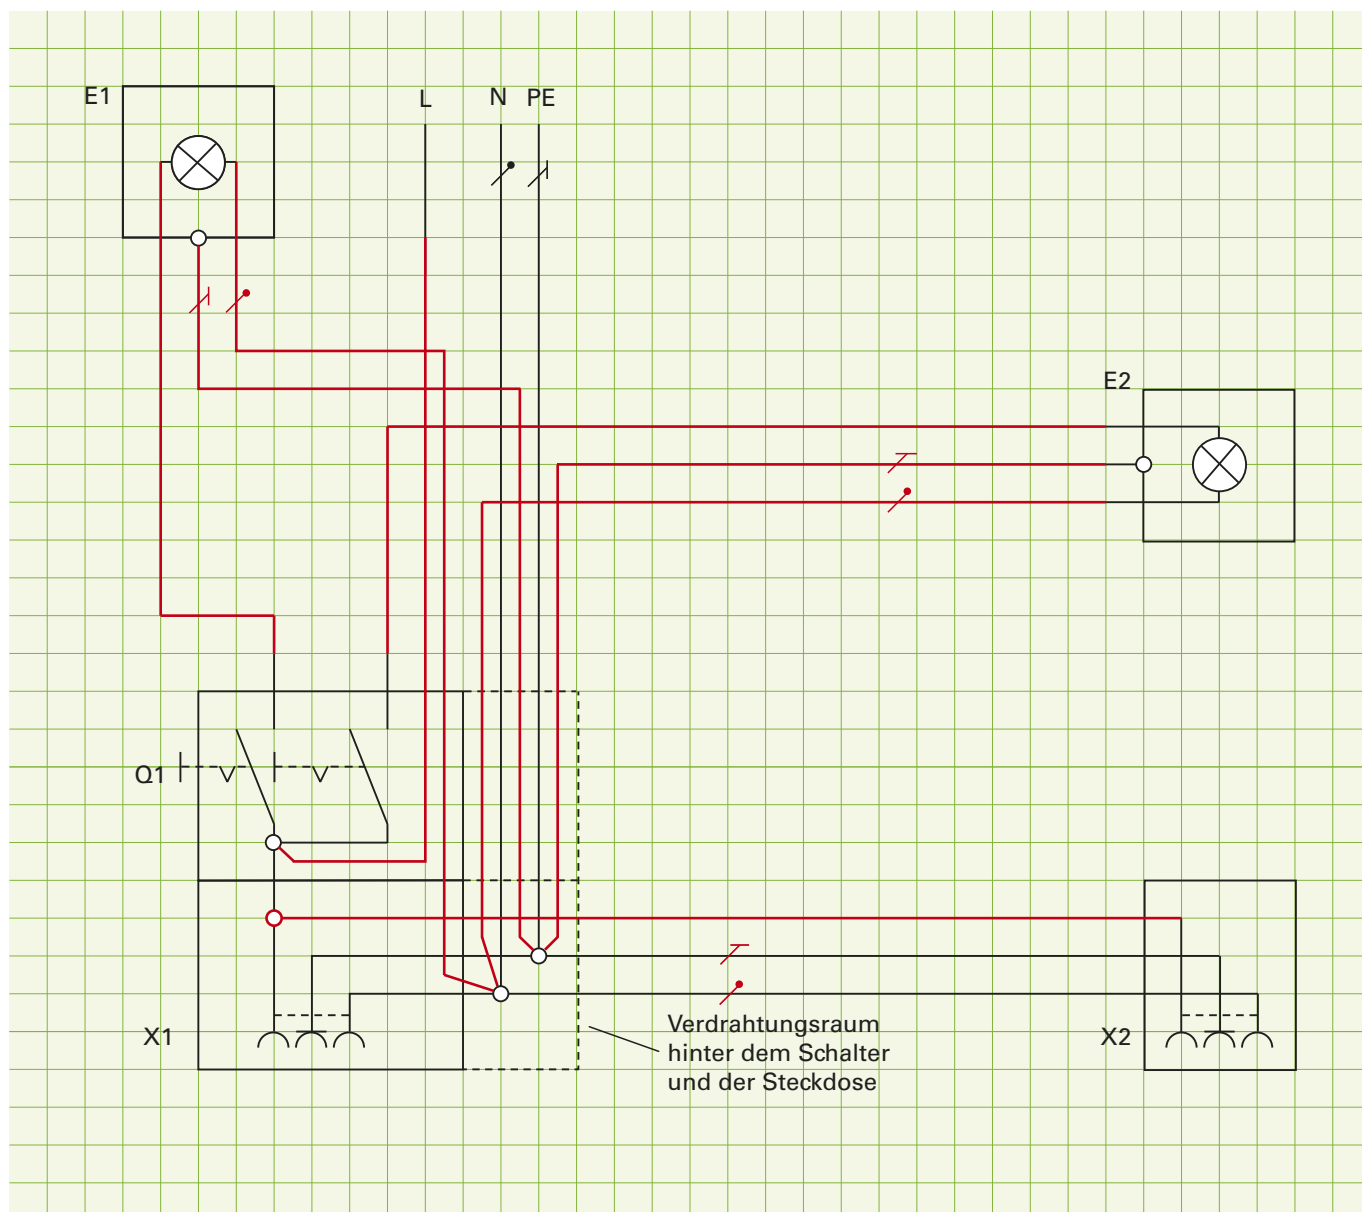 E1
L
N
PE
E2
Q1
X1
Verdrahtungsraum
hinter dem Schalter
und der Steckdose
X2